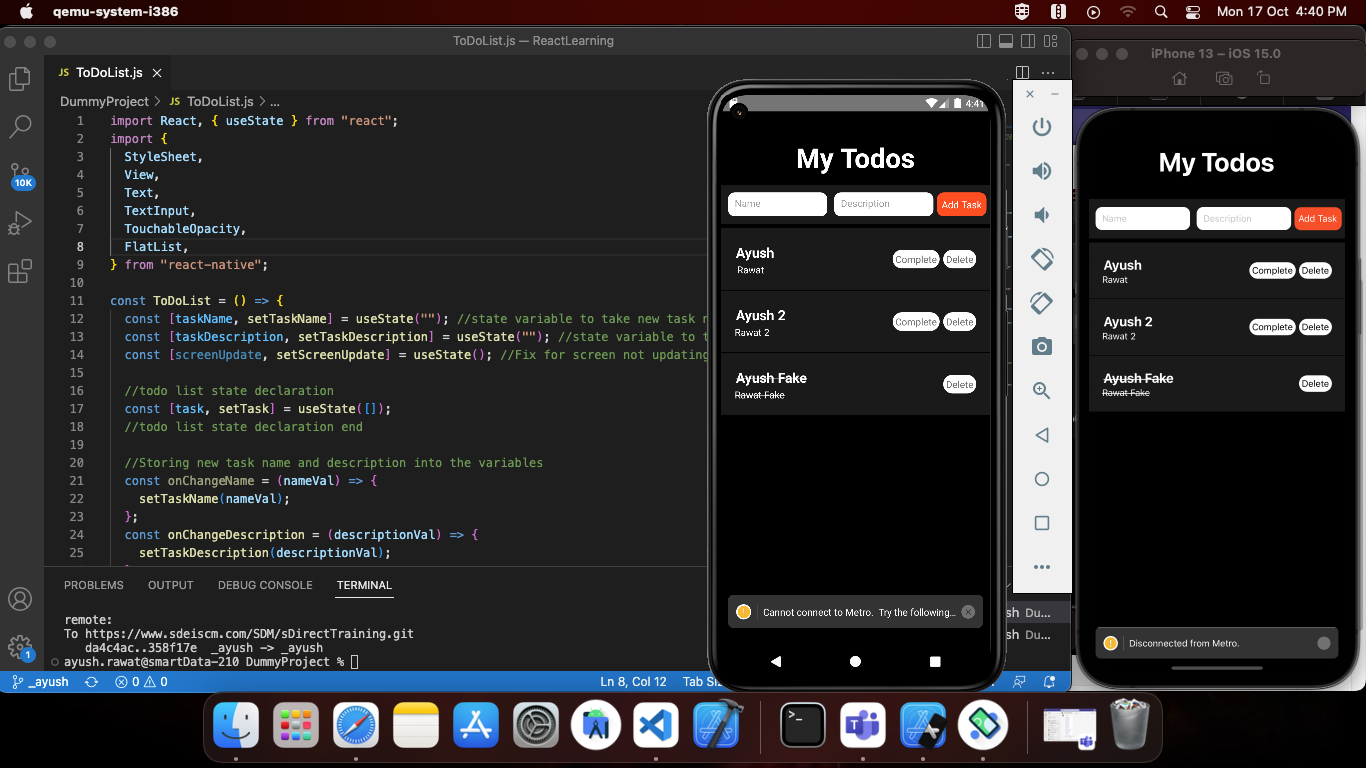 qemu-system-i386
Mon 17 Oct 4:40 PM
ToDoList.js — ReactLearning
JS ToDoList.js
DummyProject > JS ToDoList.js > ...
1 import React, { useState } from "react";
2 import {
3 StyleSheet,
4 View,
5 Text,
6 TextInput,
7 TouchableOpacity,
8 FlatList,
9 } from "react-native";
10
11 const ToDoList = () => {
12 const [taskName, setTaskName] = useState(""); //state variable to take new task
13 const [taskDescription, setTaskDescription] = useState(""); //state variable to
14 const [screenUpdate, setScreenUpdate] = useState(); //Fix for screen not updating
15
16 //todo list state declaration
17 const [task, setTask] = useState([]);
18 //todo list state declaration end
19
20 //Storing new task name and description into the variables
21 const onChangeName = (nameVal) => {
22 setTaskName(nameVal);
23 };
24 const onChangeDescription = (descriptionVal) => {
25 setTaskDescription(descriptionVal);
10K
1
PROBLEMS OUTPUT DEBUG CONSOLE TERMINAL
remote:
To https://www.sdeiscm.com/SDM/sDirectTraining.git
da4c4ac..358f17e _ayush -> _ayush
ayush.rawat@smartData-210 DummyProject %
sh Du...
sh Du...
_ayush 0 0 Ln 8, Col 12 Tab
4:41
My Todos
Name Description Add Task
Ayush
Rawat
Complete Delete
Ayush 2
Rawat 2
Complete Delete
Ayush Fake
Rawat Fake
Delete
Cannot connect to Metro. Try the following...
iPhone 13 – iOS 15.0
My Todos
Name Description Add Task
Ayush
Rawat
Complete Delete
Ayush 2
Rawat 2
Complete Delete
Ayush Fake
Rawat Fake
Delete
Disconnected from Metro.